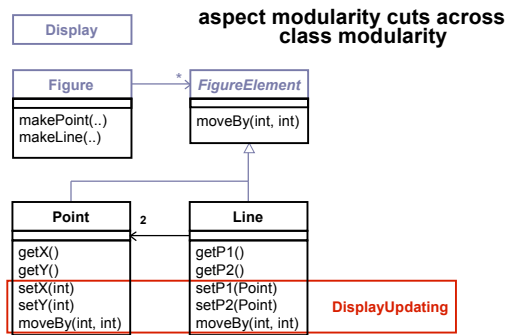 aspect modularity cuts across
class modularity
Display
Figure
*
FigureElement
makePoint(..)
makeLine(..)
moveBy(int, int)
Point
2
Line
getX()
getY()
setX(int)
setY(int)
moveBy(int, int)
getP1()
getP2()
setP1(Point)
setP2(Point)
moveBy(int, int)
DisplayUpdating